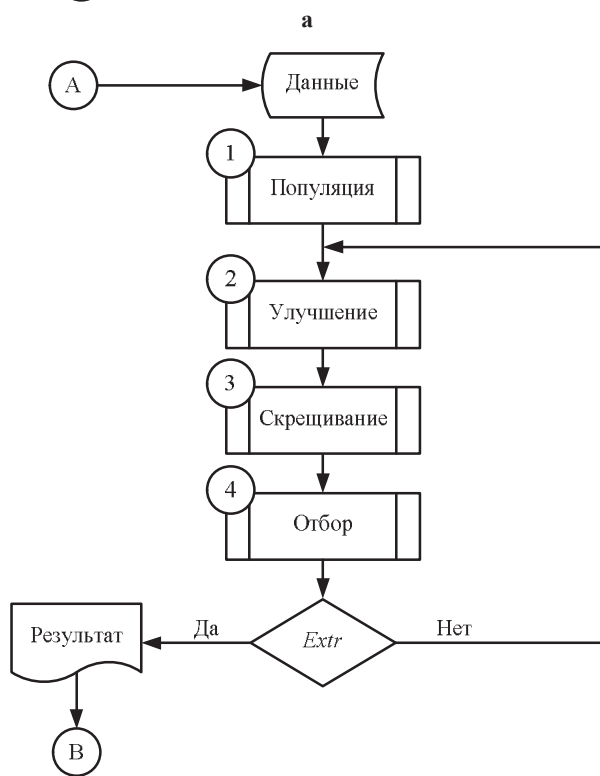 а
А
Данные
1
Популяция
2
Улучшение
3
Скрещивание
4
Отбор
Результат
Да
Extr
Нет
В